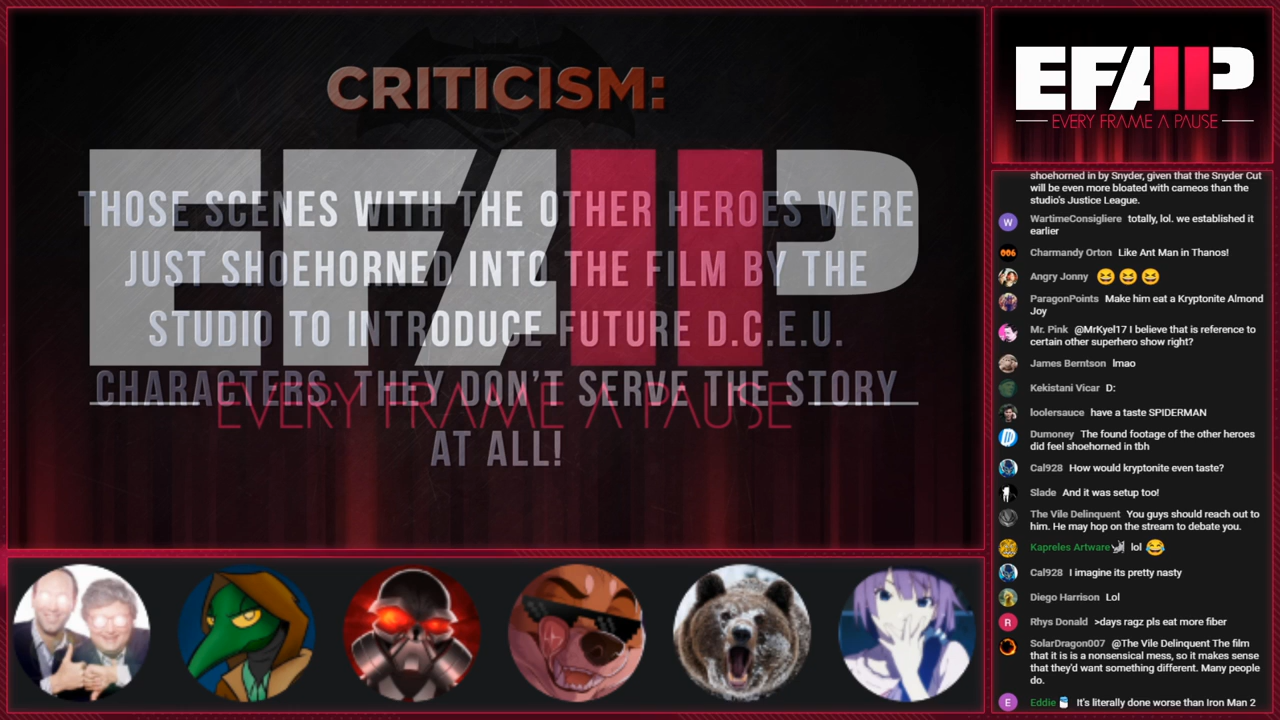 CRITICISM:
EFAP
THOSE SCENES WITH THE OTHER HEROES WERE
JUST SHOEHORNED INTO THE FILM BY THE
STUDIO TO INTRODUCE FUTURE D.C.E.U.
CHARACTERS. THEY DON'T SERVE THE STORY
EVERY FRAME A PAUSE
AT ALL!
EFAP
EVERY FRAME A PAUSE
shoehorned in by Snyder, given that the Snyder Cut
will be even more bloated with cameos than the
studio's Justice League.
W WartimeConsigliere totally, lol. we established it
earlier
006 Charmandy Orton Like Ant Man in Thanos!
Angry Jonny 😆😆😆
ParagonPoints Make him eat a Kryptonite Almond
Joy
Mr. Pink @MrKyel17 I believe that is reference to
certain other superhero show right?
James Berntson lmao
Kekistani Vicar D:
loolersauce have a taste SPIDERMAN
Dumoney The found footage of the other heroes
did feel shoehorned in tbh
Cal928 How would kryptonite even taste?
Slade And it was setup too!
The Vile Delinquent You guys should reach out to
him. He may hop on the stream to debate you.
Kapreles Artware lol 😂
Cal928 I imagine its pretty nasty
Diego Harrison Lol
R Rhys Donald >days ragz pls eat more fiber
SolarDragon007 @The Vile Delinquent The film
that it is is a nonsensical mess, so it makes sense
that they'd want something different. Many people
do.
E Eddie It's literally done worse than Iron Man 2